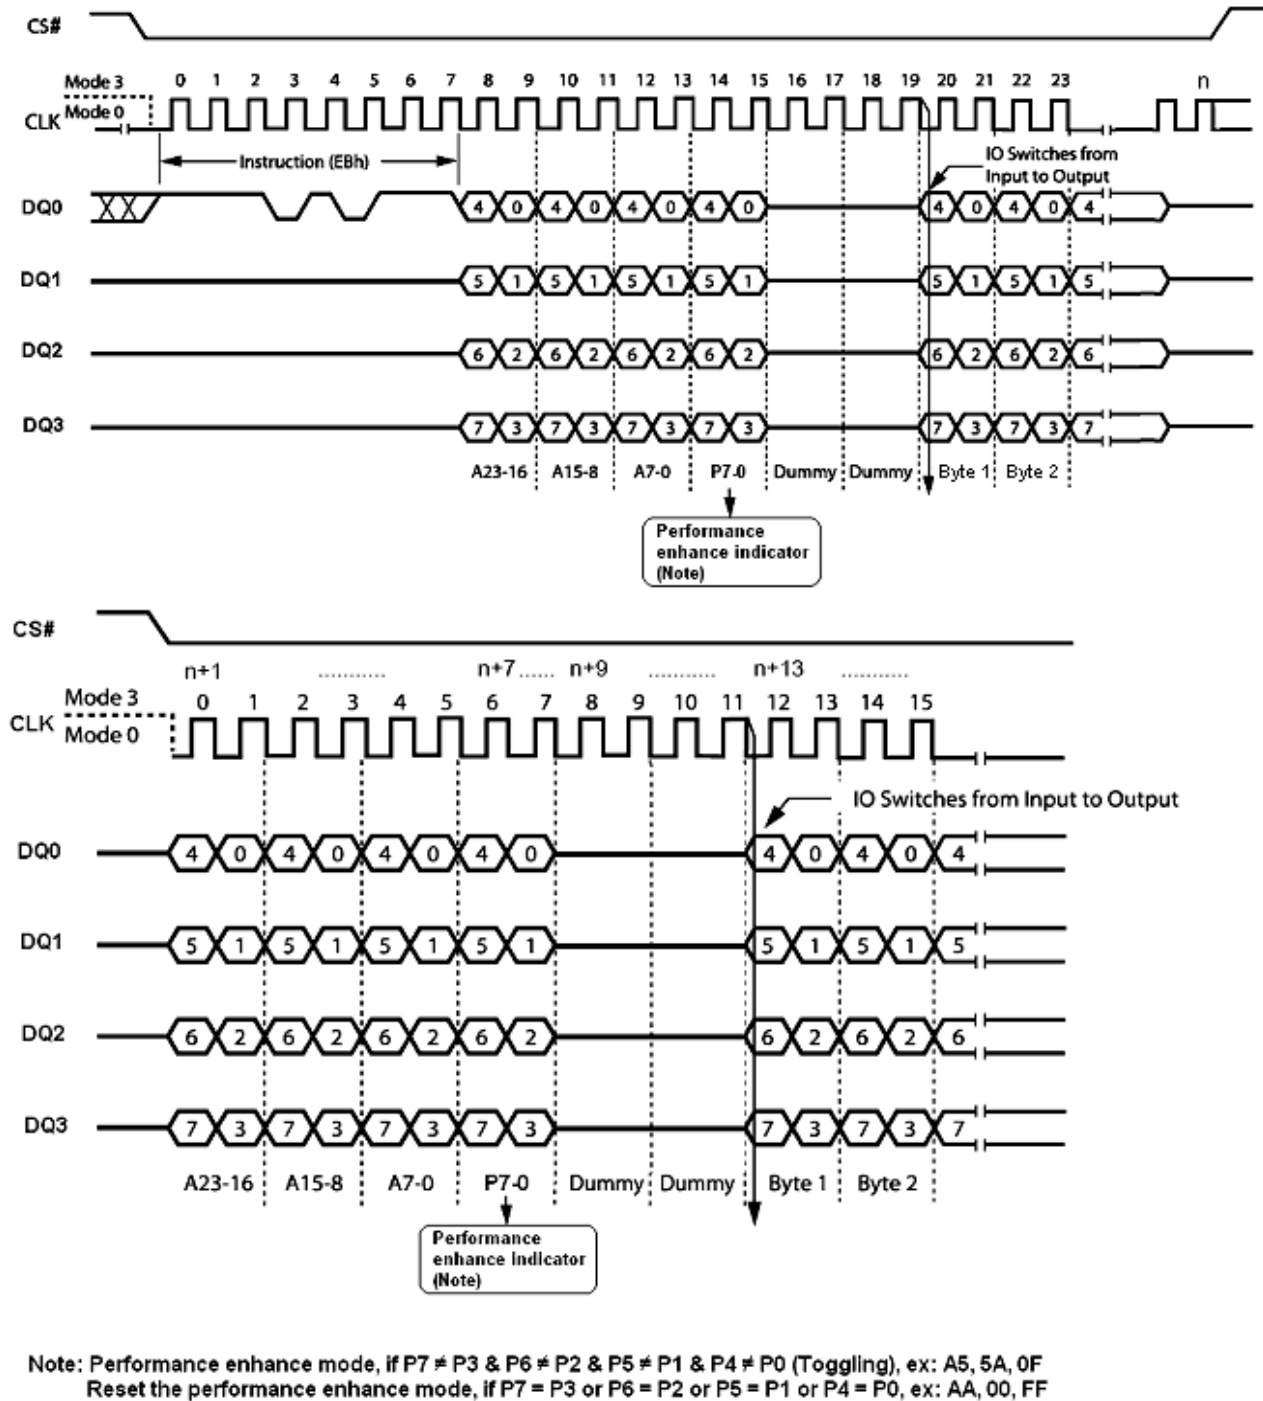 CS#
Mode 3 0 1 2 3 4 5 6 7 8 9 10 11 12 13 14 15 16 17 18 19 20 21 22 23 n
CLK Mode 0
Instruction (EBh)
IO Switches from
Input to Output
DQ0 4 0 4 0 4 0 4 0 4 0 4 0 4
DQ1 5 1 5 1 5 1 5 1 5 1 5 1 5
DQ2 6 2 6 2 6 2 6 2 6 2 6 2 6
DQ3 7 3 7 3 7 3 7 3 7 3 7 3 7
A23-16 A15-8 A7-0 P7-0 Dummy Dummy Byte 1 Byte 2
Performance
enhance indicator
(Note)
CS#
n+1 ............ n+7 ...... n+9 ............ n+13 ............
Mode 3 0 1 2 3 4 5 6 7 8 9 10 11 12 13 14 15
CLK Mode 0
IO Switches from Input to Output
DQ0 4 0 4 0 4 0 4 0 4 0 4 0 4
DQ1 5 1 5 1 5 1 5 1 5 1 5 1 5
DQ2 6 2 6 2 6 2 6 2 6 2 6 2 6
DQ3 7 3 7 3 7 3 7 3 7 3 7 3 7
A23-16 A15-8 A7-0 P7-0 Dummy Dummy Byte 1 Byte 2
Performance
enhance indicator
(Note)
Note: Performance enhance mode, if P7 ≠ P3 & P6 ≠ P2 & P5 ≠ P1 & P4 ≠ P0 (Toggling), ex: A5, 5A, 0F
Reset the performance enhance mode, if P7 = P3 or P6 = P2 or P5 = P1 or P4 = P0, ex: AA, 00, FF